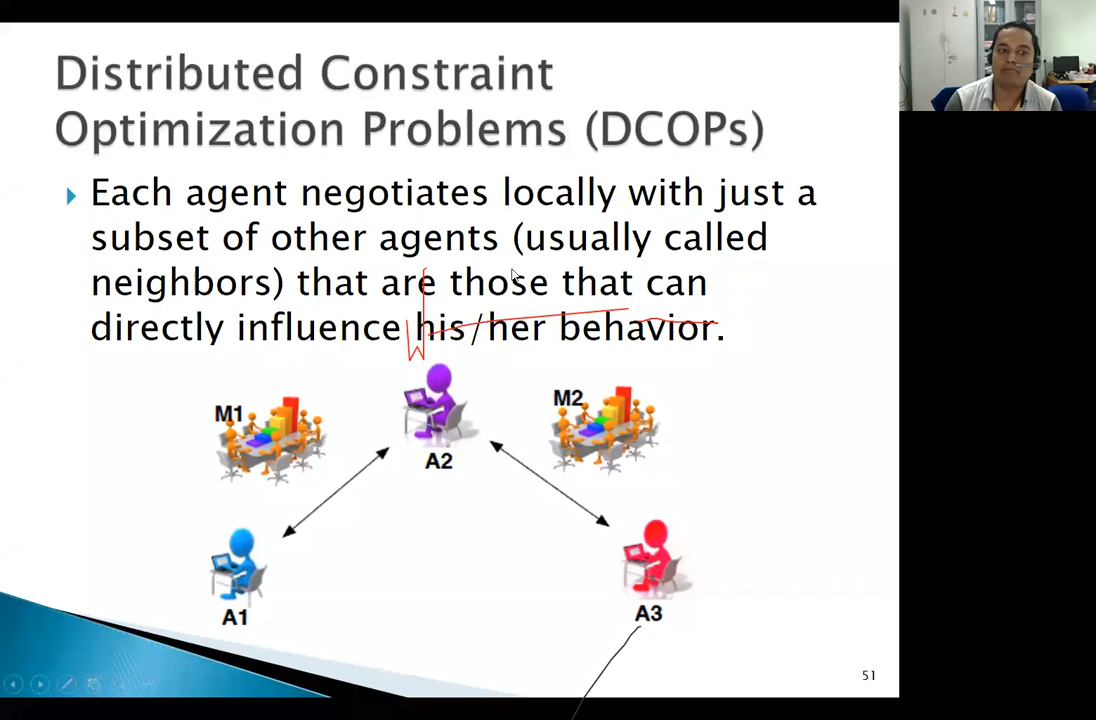 Distributed Constraint
Optimization Problems (DCOPs)
Each agent negotiates locally with just a
subset of other agents (usually called
neighbors) that are those that can
directly influence his/her behavior.
M1
M2
A2
A1
A3
51